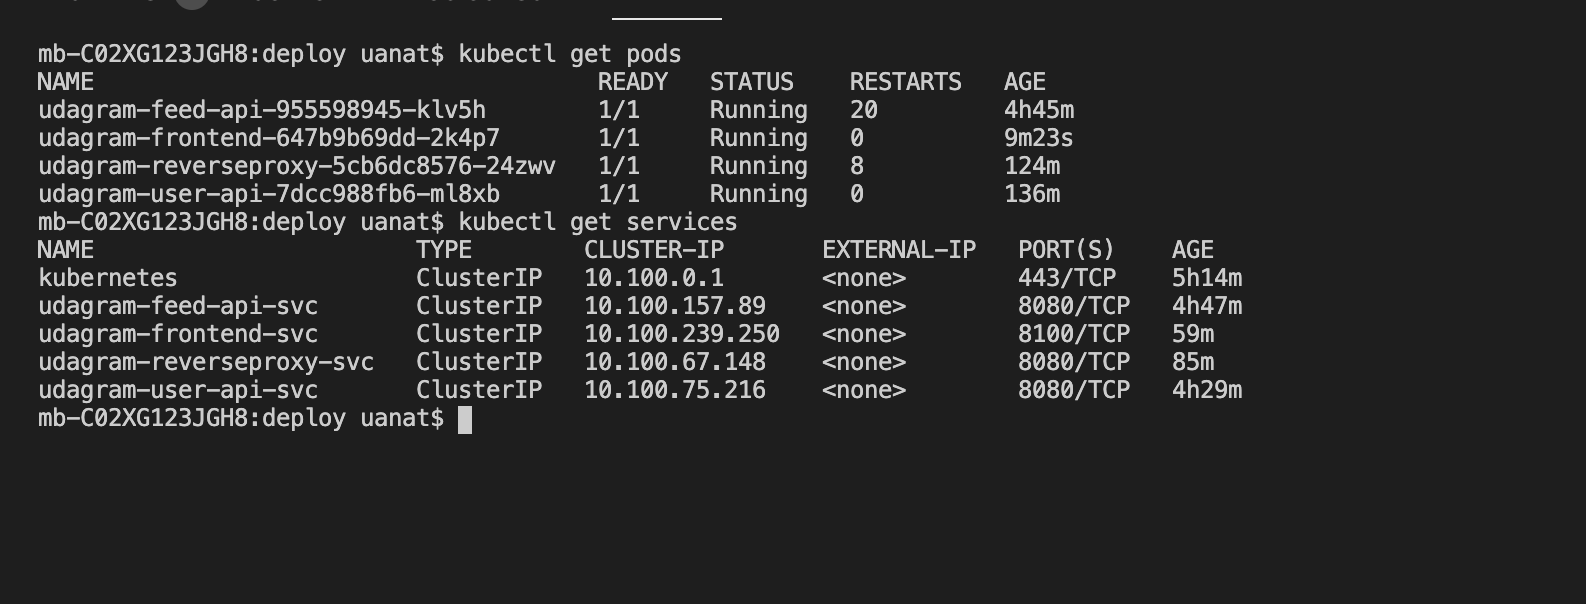 mb-C02XG123JGH8:deploy uanat$ kubectl get pods
NAME READY STATUS RESTARTS AGE
udagram-feed-api-955598945-klv5h 1/1 Running 20 4h45m
udagram-frontend-647b9b69dd-2k4p7 1/1 Running 0 9m23s
udagram-reverseproxy-5cb6dc8576-24zwv 1/1 Running 8 124m
udagram-user-api-7dcc988fb6-ml8xb 1/1 Running 0 136m
mb-C02XG123JGH8:deploy uanat$ kubectl get services
NAME TYPE CLUSTER-IP EXTERNAL-IP PORT(S) AGE
kubernetes ClusterIP 10.100.0.1 <none> 443/TCP 5h14m
udagram-feed-api-svc ClusterIP 10.100.157.89 <none> 8080/TCP 4h47m
udagram-frontend-svc ClusterIP 10.100.239.250 <none> 8100/TCP 59m
udagram-reverseproxy-svc ClusterIP 10.100.67.148 <none> 8080/TCP 85m
udagram-user-api-svc ClusterIP 10.100.75.216 <none> 8080/TCP 4h29m
mb-C02XG123JGH8:deploy uanat$